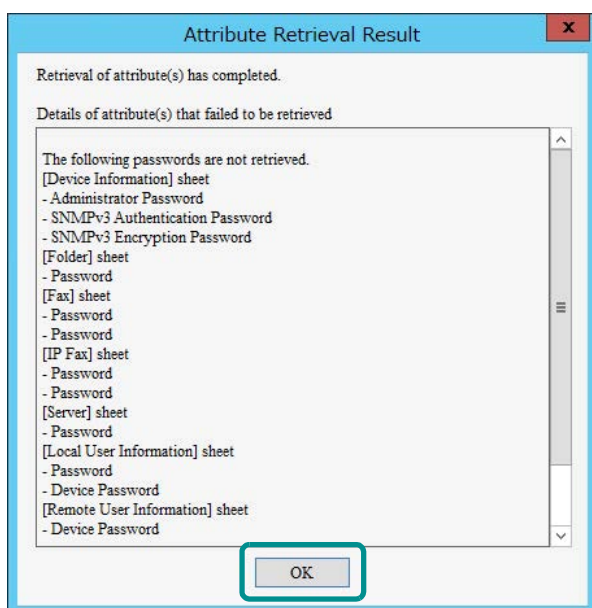 Attribute Retrieval Result
x
Retrieval of attribute(s) has completed.
Details of attribute(s) that failed to be retrieved
The following passwords are not retrieved.
[Device Information] sheet
- Administrator Password
- SNMPv3 Authentication Password
- SNMPv3 Encryption Password
[Folder] sheet
- Password
[Fax] sheet
- Password
- Password
[IP Fax] sheet
- Password
- Password
[Server] sheet
- Password
[Local User Information] sheet
- Password
- Device Password
[Remote User Information] sheet
- Device Password
OK